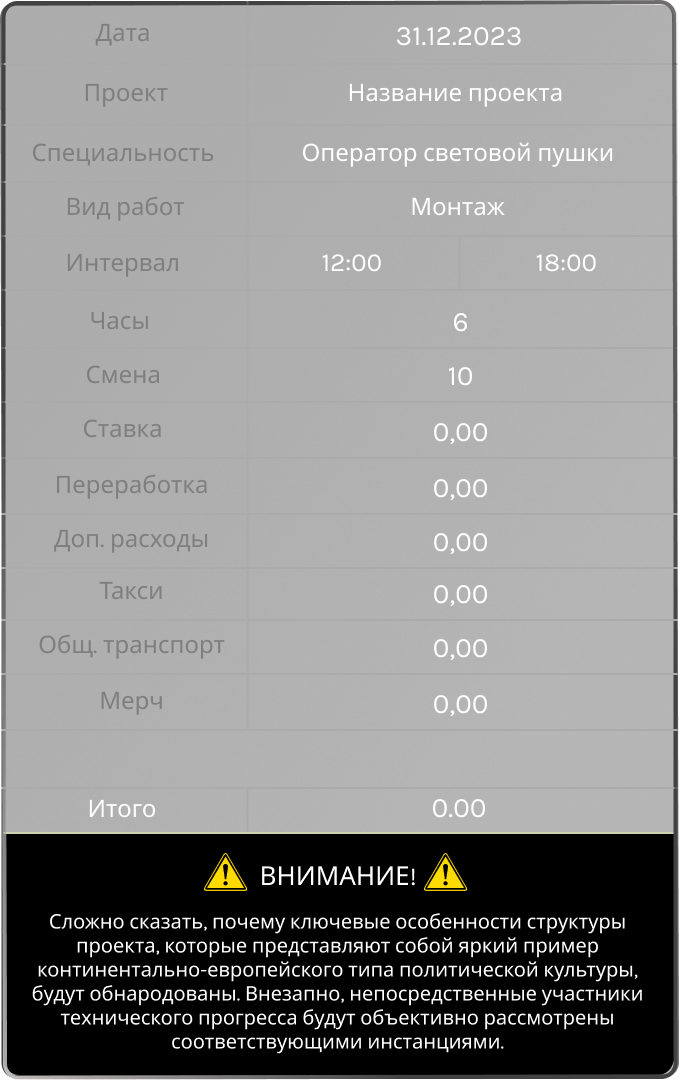 Дата 31.12.2023
Проект Название проекта
Специальность Оператор световой пушки
Вид работ Монтаж
Интервал 12:00 18:00
Часы 6
Смена 10
Ставка 0,00
Переработка 0,00
Доп. расходы 0,00
Такси 0,00
Общ. транспорт 0,00
Мерч 0,00
Итого 0.00
ВНИМАНИЕ!
Сложно сказать, почему ключевые особенности структуры
проекта, которые представляют собой яркий пример
континентально-европейского типа политической культуры,
будут обнародованы. Внезапно, непосредственные участники
технического прогресса будут объективно рассмотрены
соответствующими инстанциями.